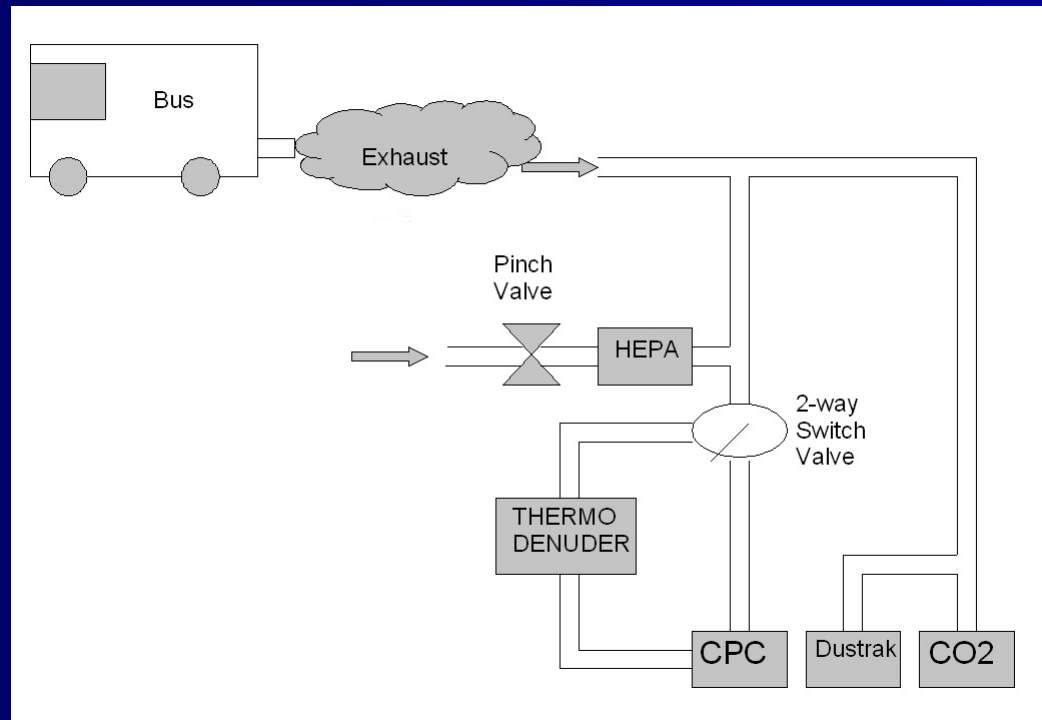 Bus
Exhaust
Pinch
Valve
HEPA
2-way
Switch
Valve
THERMO
DENUDER
CPC
Dustrak
CO2